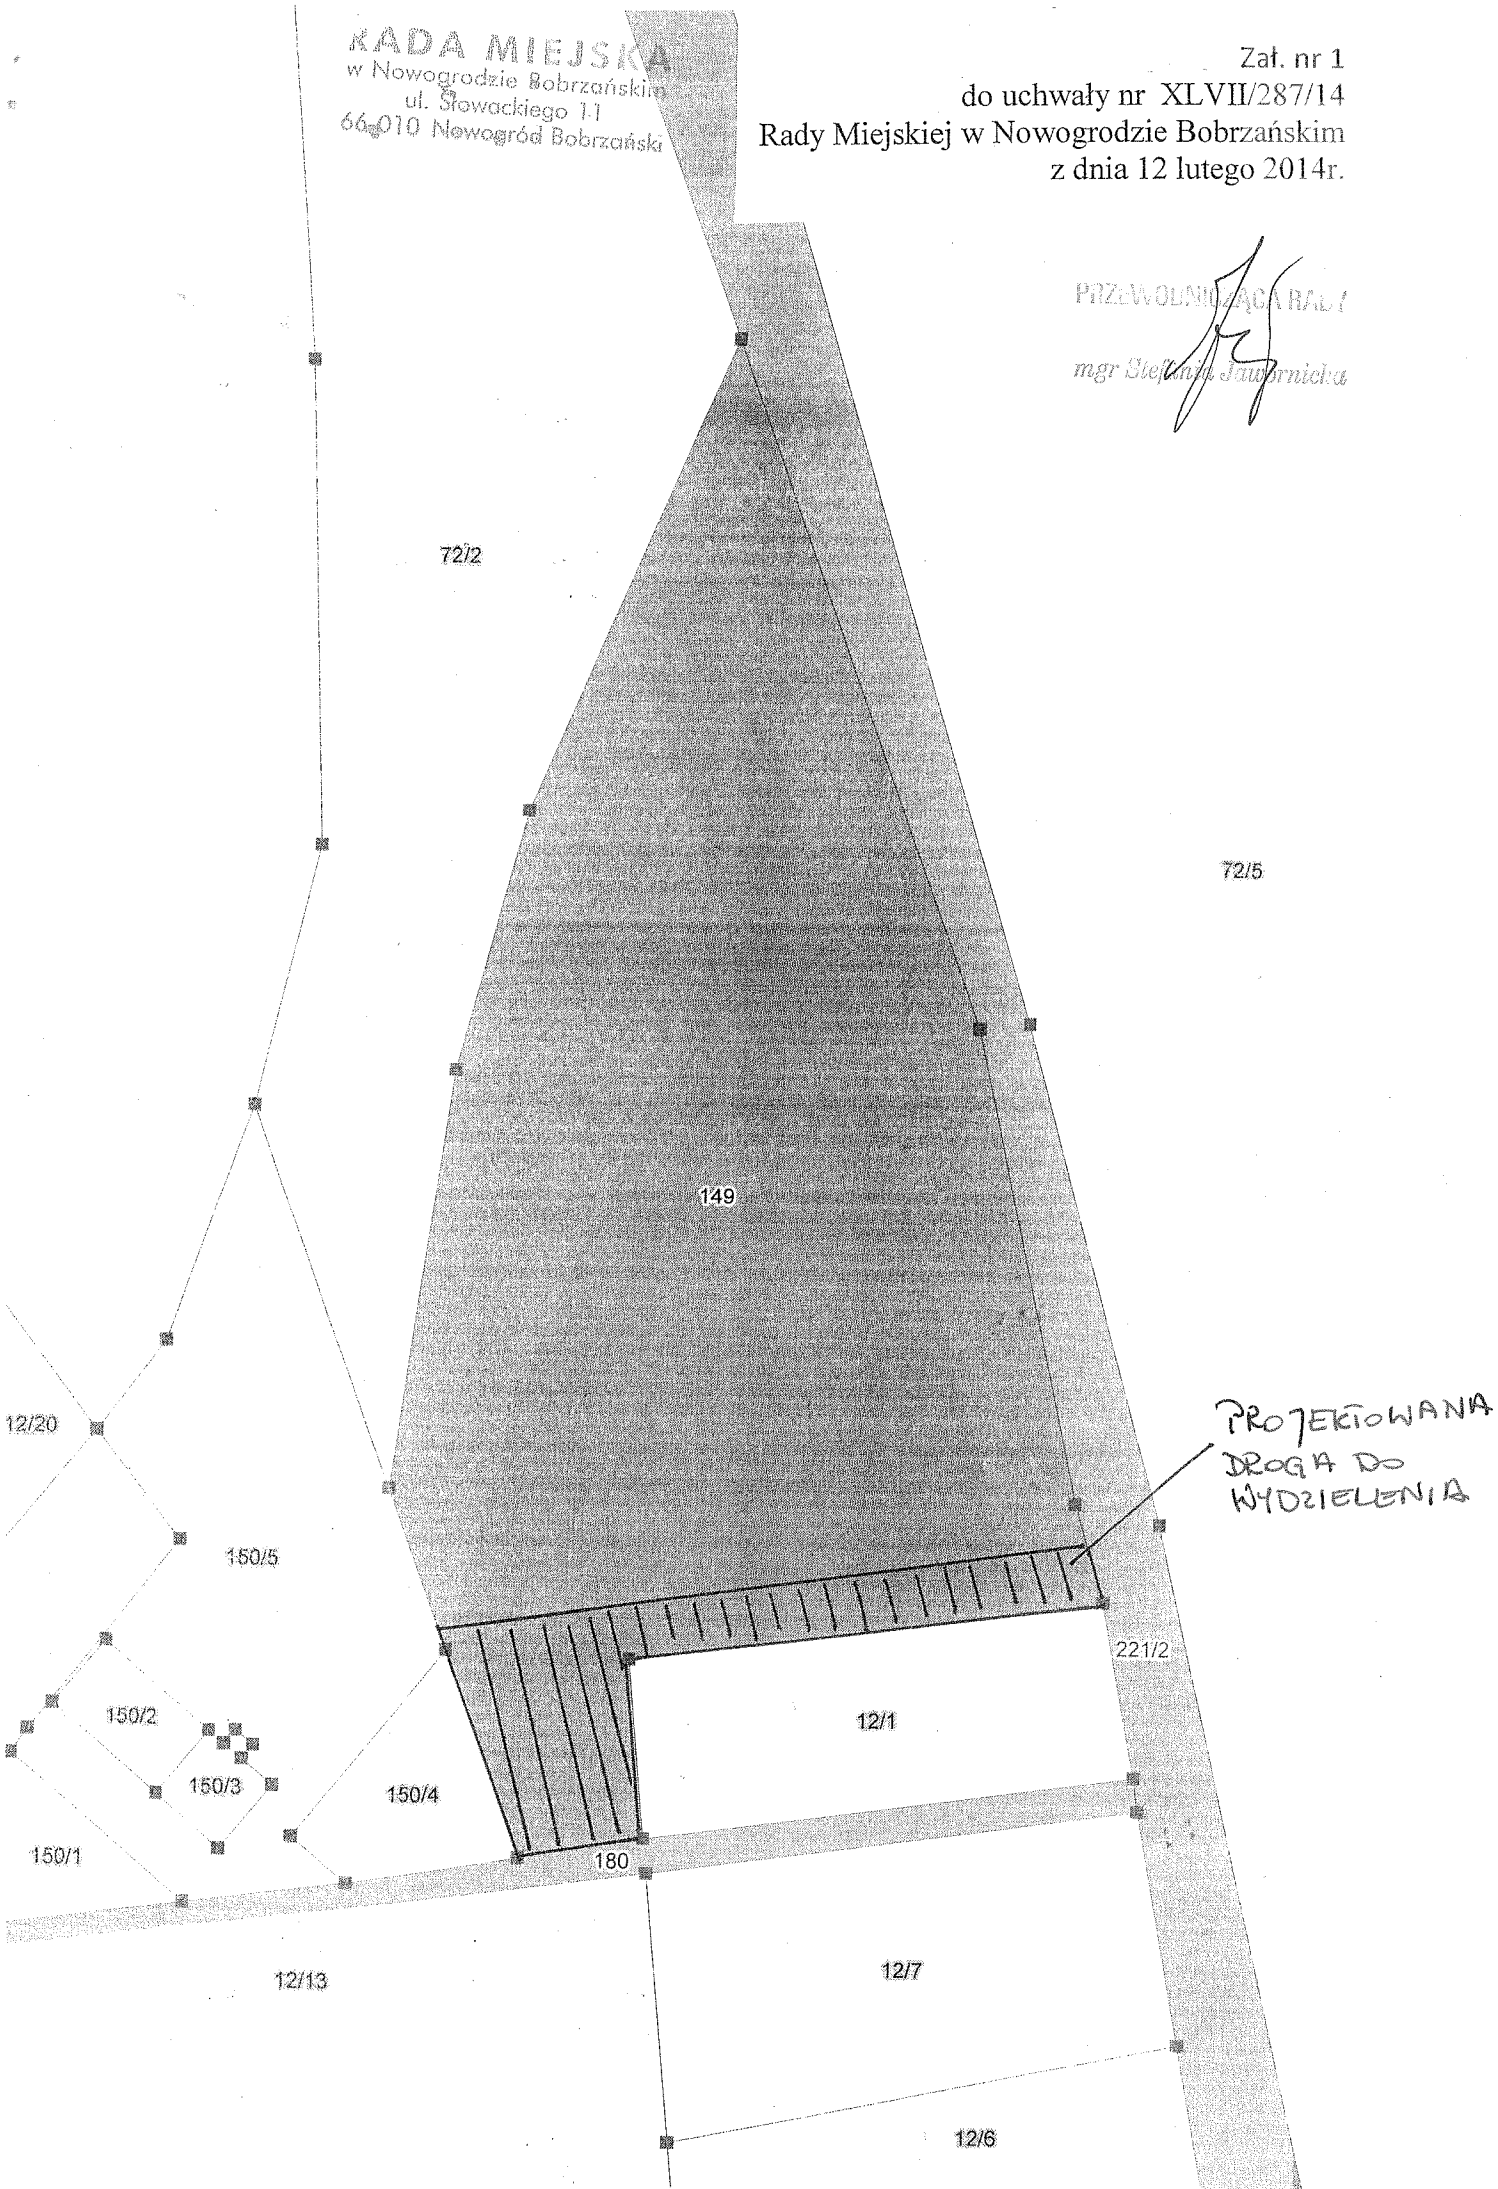 RADA MIEJSKA
w Nowogrodzie Bobrzańskim
ul. Słowackiego 11
66-010 Nowogród Bobrzański
Zał. nr 1
do uchwały nr XLVII/287/14
Rady Miejskiej w Nowogrodzie Bobrzańskim
z dnia 12 lutego 2014r.
PRZEWODNICZĄCA RADY
mgr Stefania Jawornicka
72/2
72/5
149
12/20
PROJEKTOWANA
DROGA DO
WYDZIELENIA
150/5
221/2
150/2
12/1
150/3
150/4
150/1
180
12/13
12/7
12/6